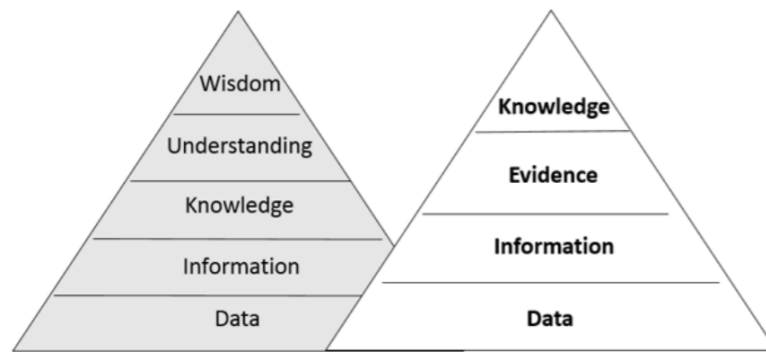 Wisdom
Understanding
Knowledge
Information
Data
Knowledge
Evidence
Information
Data